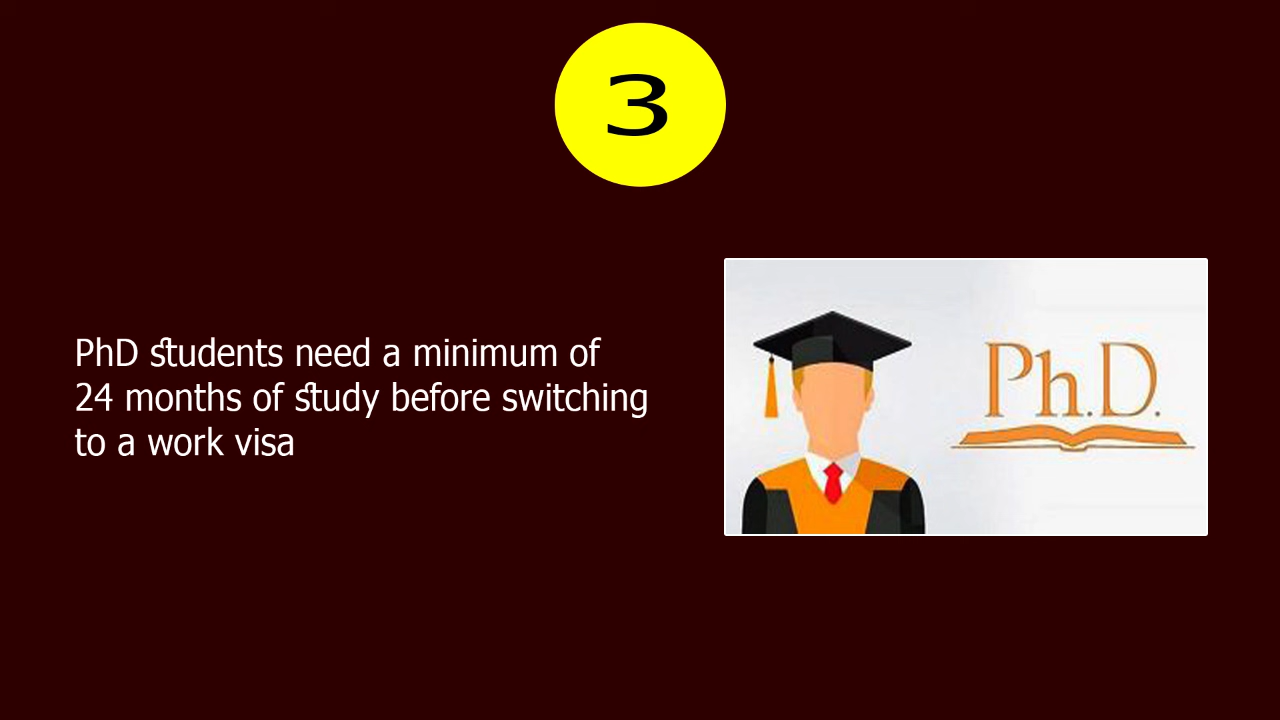 3
PhD students need a minimum of
24 months of study before switching
to a work visa
Ph.D.